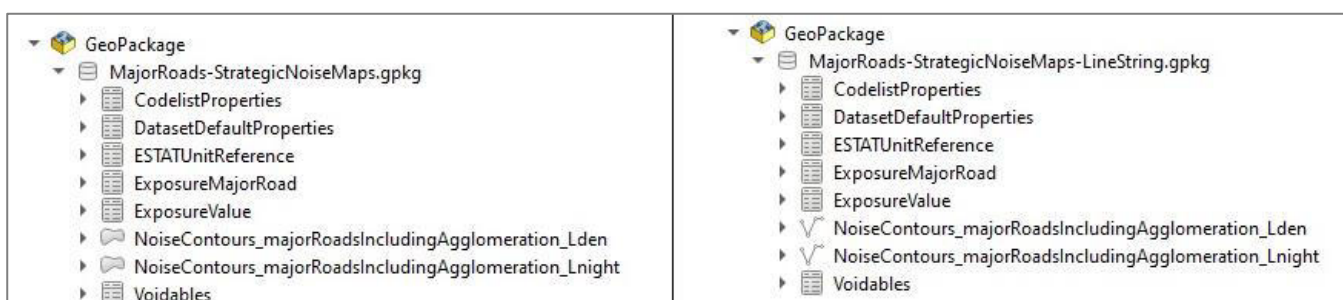 GeoPackage
MajorRoads-StrategicNoiseMaps.gpkg
CodelistProperties
DatasetDefaultProperties
ESTATUnitReference
ExposureMajorRoad
ExposureValue
NoiseContours_majorRoadsIncludingAgglomeration_Lden
NoiseContours_majorRoadsIncludingAgglomeration_Lnight
Voidables
GeoPackage
MajorRoads-StrategicNoiseMaps-LineString.gpkg
CodelistProperties
DatasetDefaultProperties
ESTATUnitReference
ExposureMajorRoad
ExposureValue
NoiseContours_majorRoadsIncludingAgglomeration_Lden
NoiseContours_majorRoadsIncludingAgglomeration_Lnight
Voidables